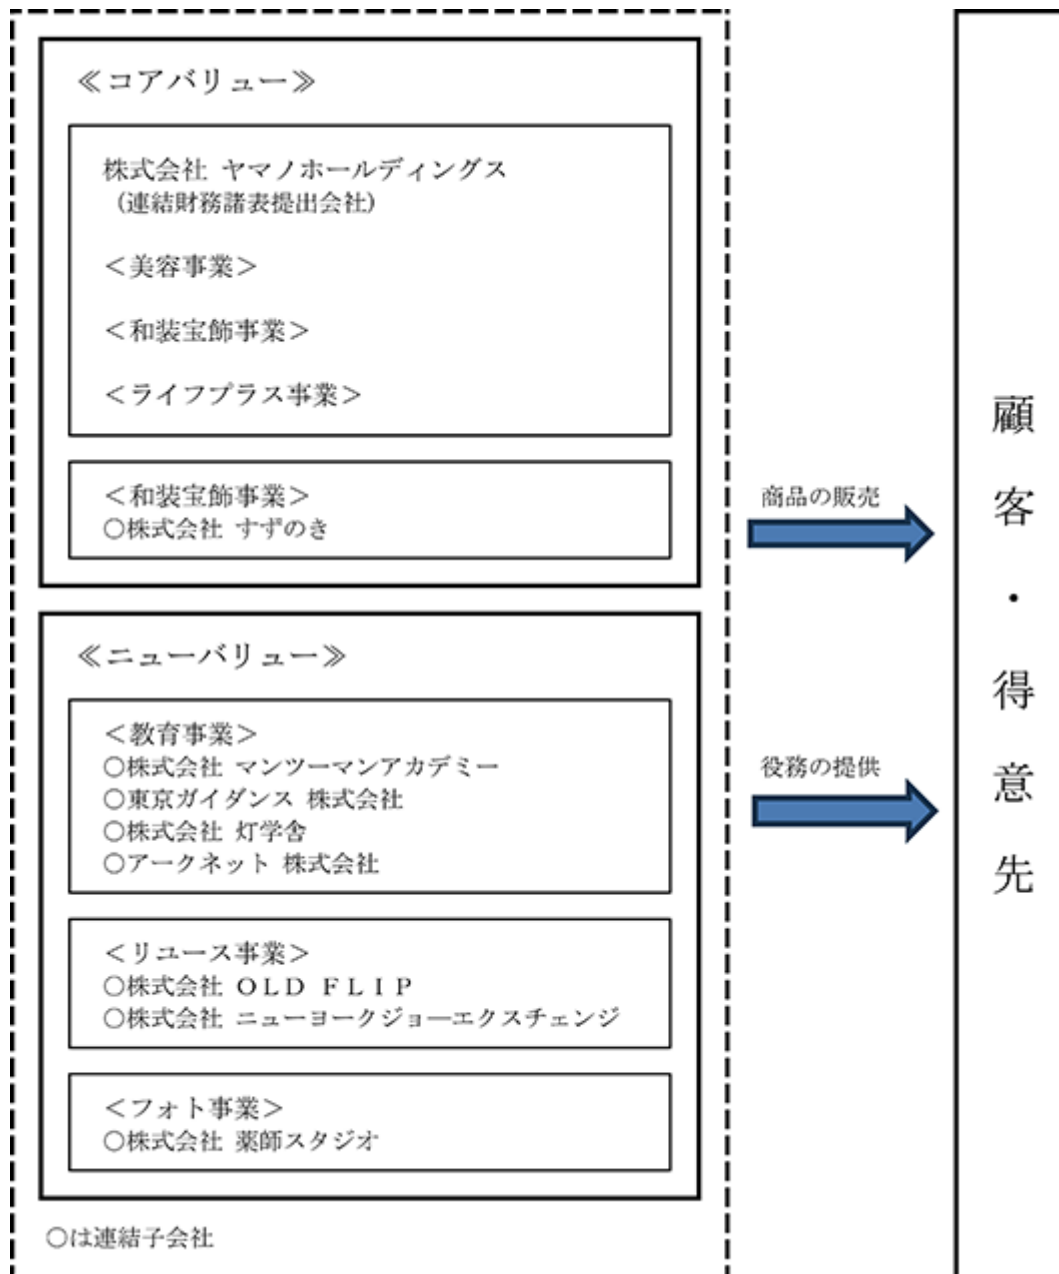 ≪コアバリュー≫
株式会社 ヤマノホールディングス
（連結財務諸表提出会社）
＜美容事業＞
＜和装宝飾事業＞
＜ライフプラス事業＞
＜和装宝飾事業＞
○株式会社 すずのき
≪ニューバリュー≫
＜教育事業＞
○株式会社 マンツーマンアカデミー
○東京ガイダンス 株式会社
○株式会社 灯学舎
○アークネット 株式会社
＜リユース事業＞
○株式会社 ＯＬＤ ＦＬＩＰ
○株式会社 ニューヨークジョ―エクスチェンジ
＜フォト事業＞
○株式会社 薬師スタジオ
○は連結子会社
商品の販売
役務の提供
顧客・得意先